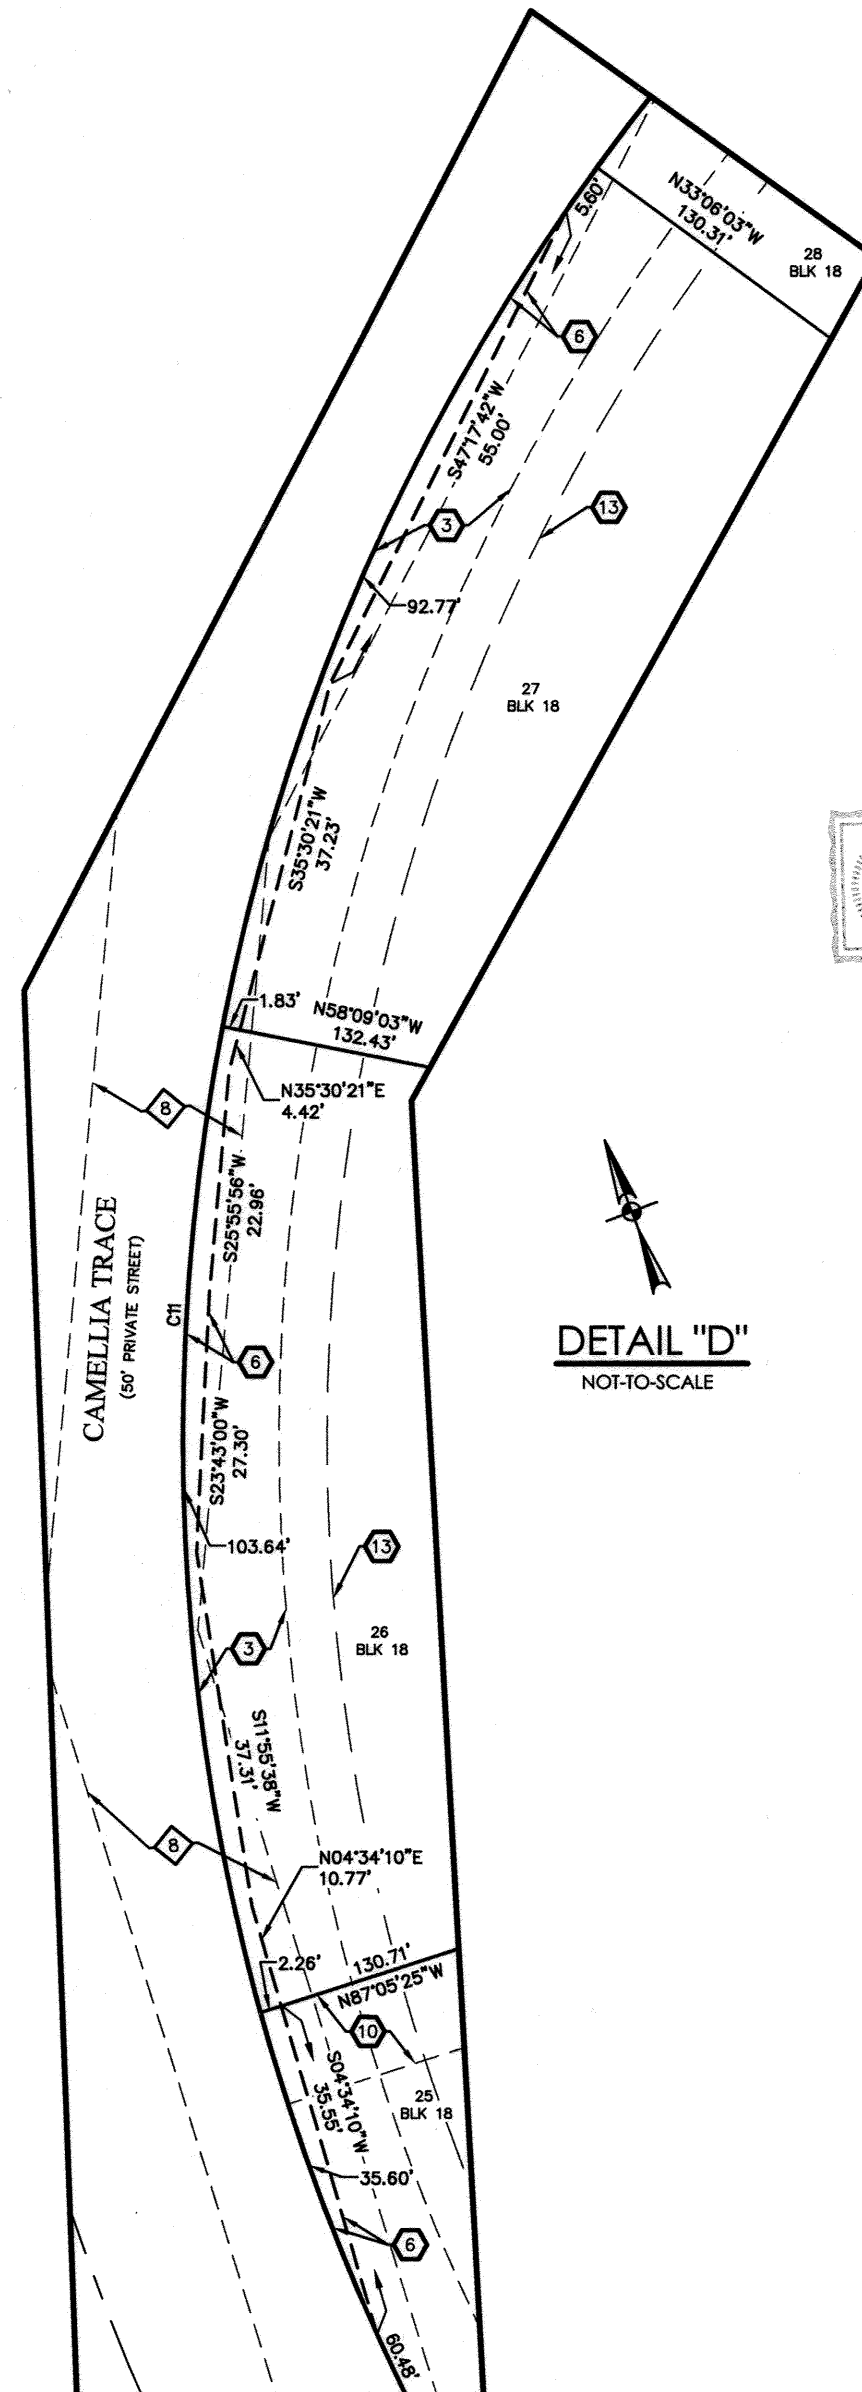 N33°06'03"W
130.31'
28
BLK 18
5.60'
6
S47°17'42"W
55.00'
3
13
92.77'
27
BLK 18
S35°30'21"W
37.23'
1.83'
N58°09'03"W
132.43'
N35°30'21"E
4.42'
8
S25°55'56"W
22.96'
CAMELLIA TRACE
(50' PRIVATE STREET)
C11
6
DETAIL "D"
NOT-TO-SCALE
S23°43'00"W
27.30'
103.64'
13
26
BLK 18
3
S11°55'38"W
37.31'
8
N04°34'10"E
10.77'
2.26'
130.71'
N87°05'25"W
10
S04°34'10"W
35.55'
25
BLK 18
35.60'
6
60.48'